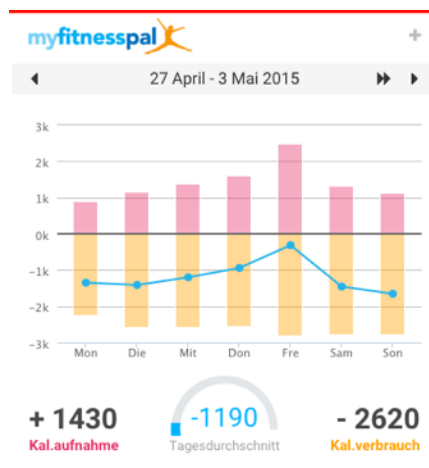 myfitnesspal
27 April - 3 Mai 2015
3k
2k
1k
0k
-1k
-2k
-3k
Mon Die Mit Don Fre Sam Son
+ 1430 -1190 - 2620
Kal.aufnahme Tagesdurchschnitt Kal.verbrauch